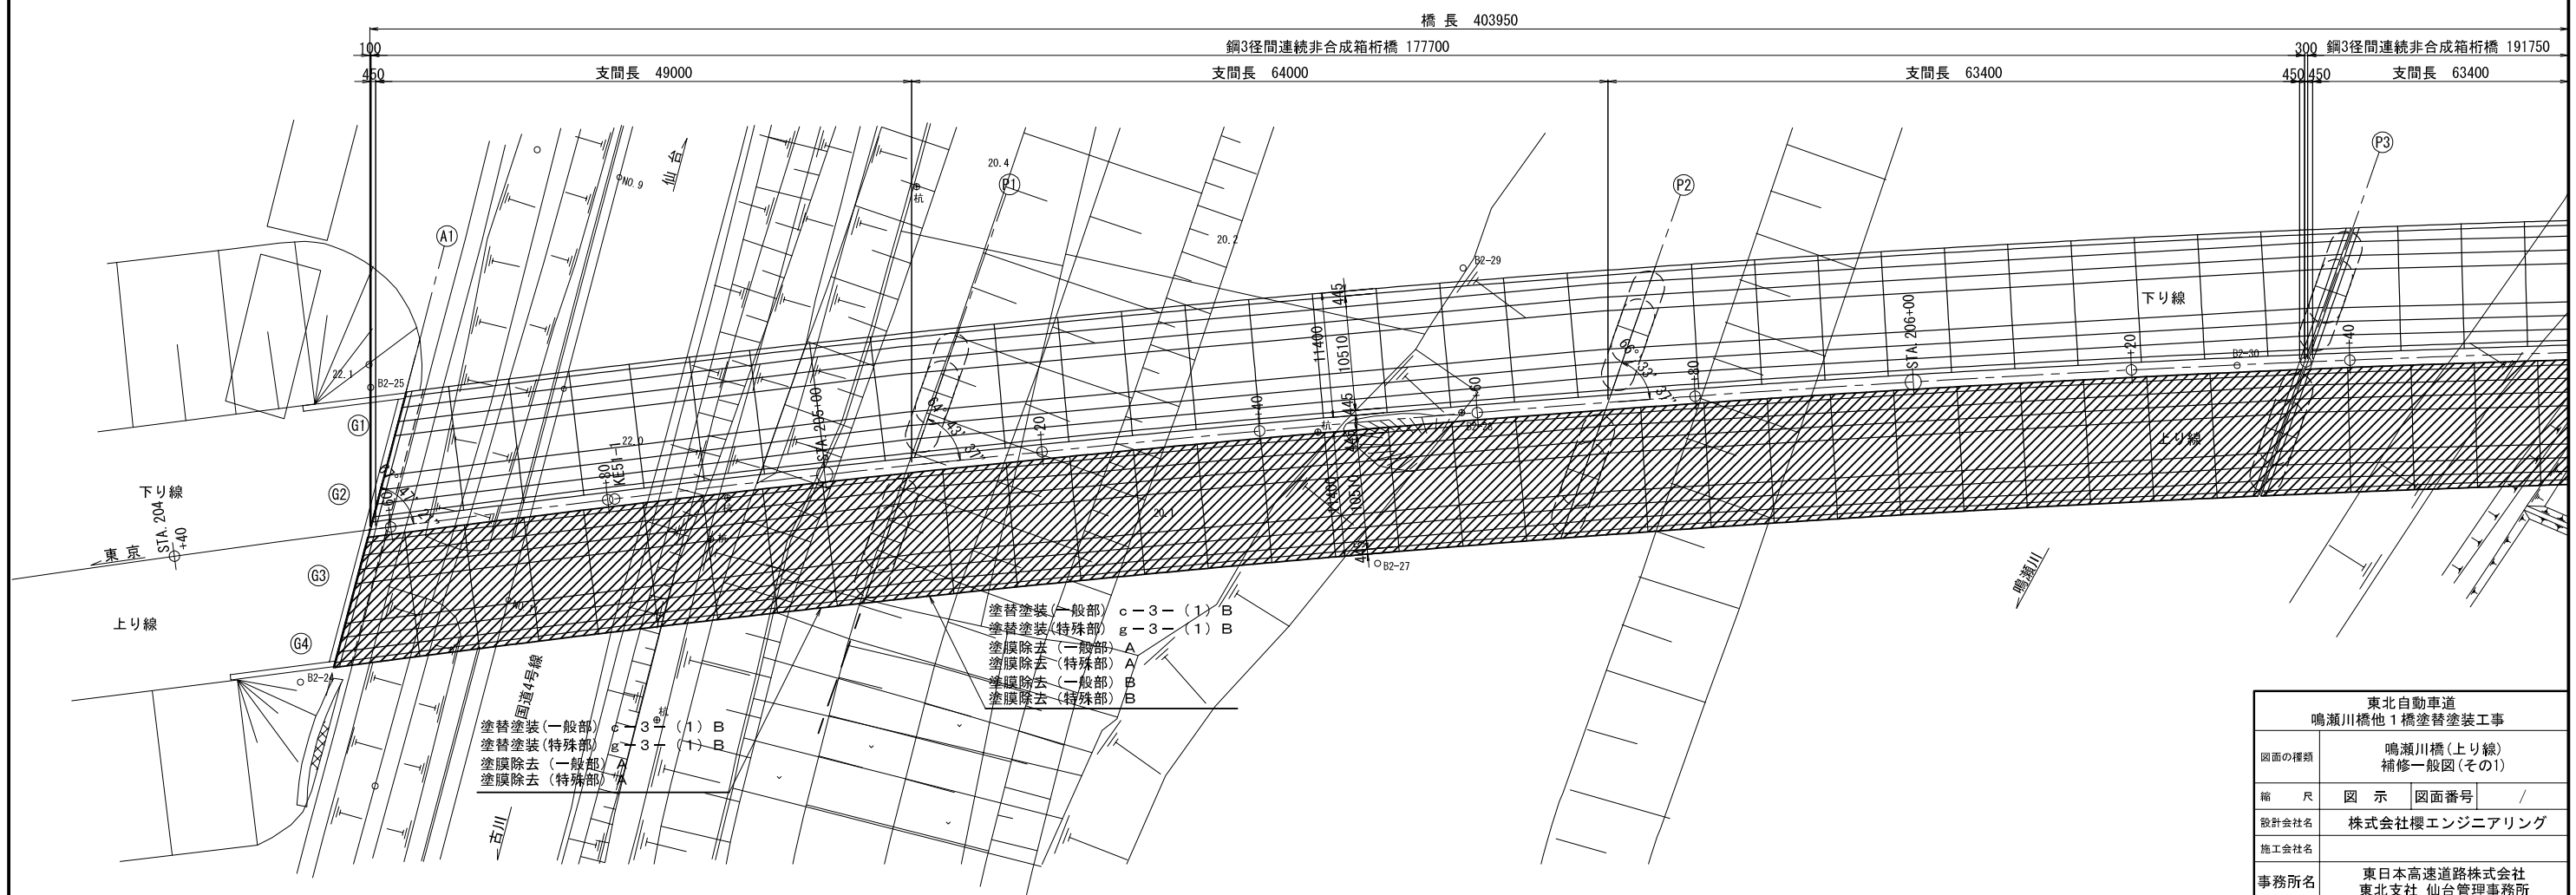 橋 長 403950
100
鋼3径間連続非合成箱桁橋 177700
300
鋼3径間連続非合成箱桁橋 191750
450
支間長 49000
支間長 64000
支間長 63400
450
450
支間長 63400
A1
P1
P2
P3
仙台
NO.9
杭
20.4
20.2
B2-29
22.1
B2-25
G1
G2
G3
G4
下り線
STA.204
+40
東京
上り線
+60
+80
KE51-1
22.0
STA.205+00
64°43'27"
+20
+40
445
11400
10510
445
杭
445
11400
10510
445
B2-28
+60
66°33'37"
+80
STA.206+00
+20
下り線
B2-30
+40
上り線
杭
杭
20.1
B2-27
B2-24
国道4号線
杭
古川
鳴瀬川
塗替塗装(一般部) c-3-(1)B
塗替塗装(特殊部) g-3-(1)B
塗膜除去(一般部)A
塗膜除去(特殊部)A
塗膜除去(一般部)B
塗膜除去(特殊部)B
塗替塗装(一般部) c-3-(1)B
塗替塗装(特殊部) g-3-(1)B
塗膜除去(一般部)A
塗膜除去(特殊部)A
東北自動車道
鳴瀬川橋他1橋塗替塗装工事
図面の種類
鳴瀬川橋(上り線)
補修一般図(その1)
縮 尺 図 示 図面番号 /
設計会社名 株式会社櫻エンジニアリング
施工会社名
事務所名
東日本高速道路株式会社
東北支社 仙台管理事務所